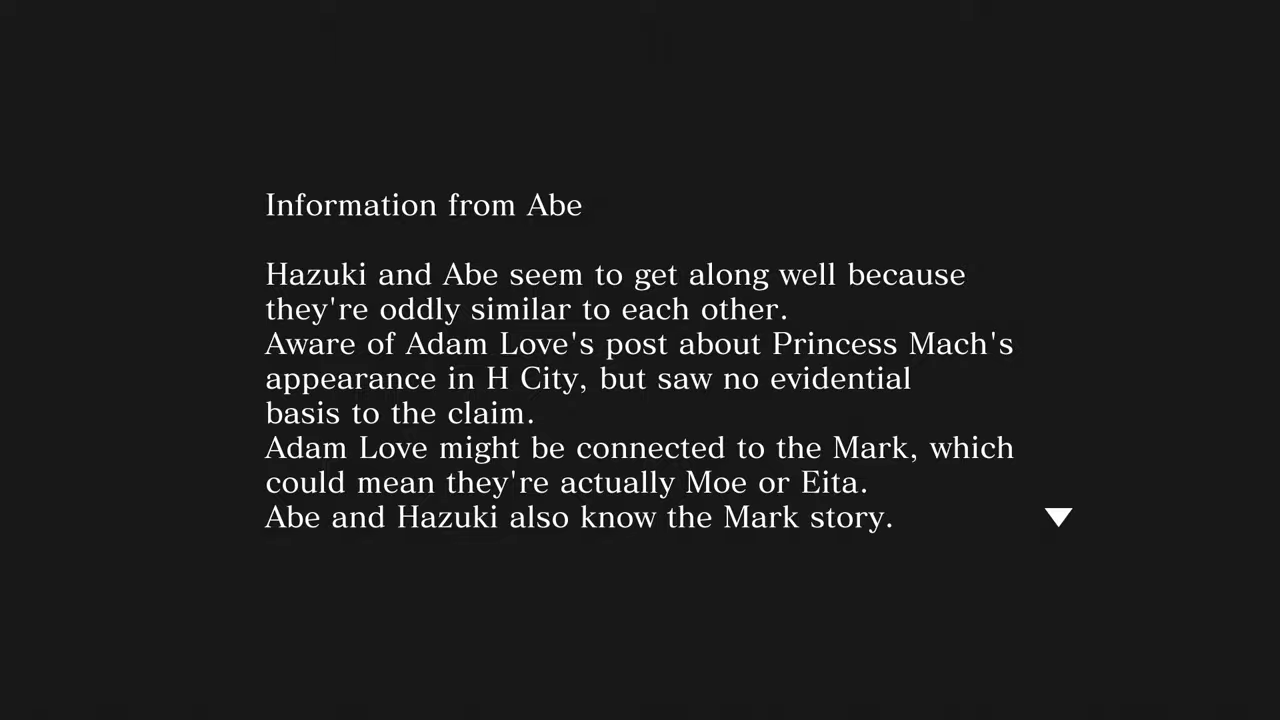 Information from Abe
Hazuki and Abe seem to get along well because
they're oddly similar to each other.
Aware of Adam Love's post about Princess Mach's
appearance in H City, but saw no evidential
basis to the claim.
Adam Love might be connected to the Mark, which
could mean they're actually Moe or Eita.
Abe and Hazuki also know the Mark story.